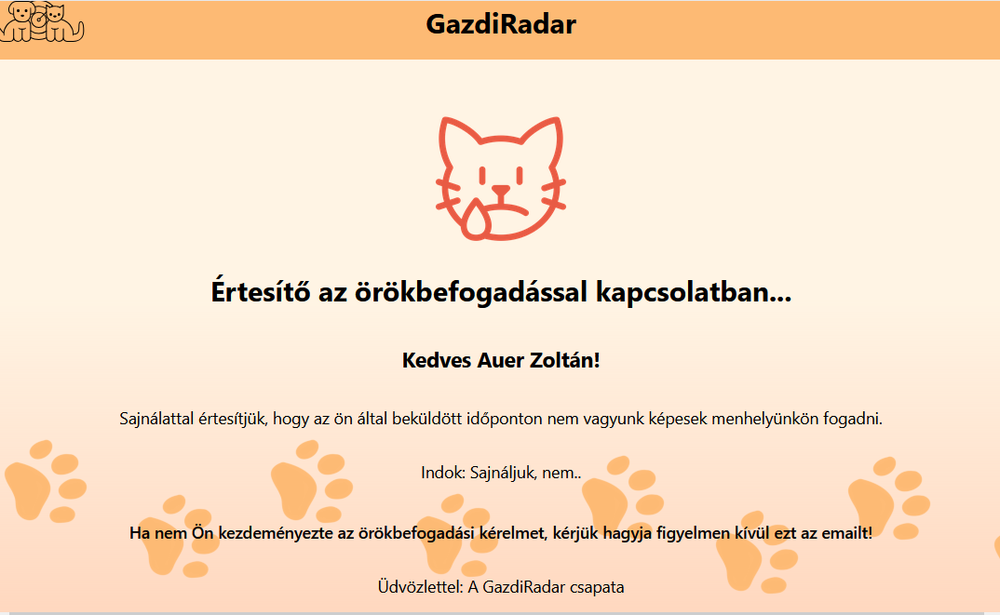 GazdiRadar
Értesítő az örökbefogadással kapcsolatban...
Kedves Auer Zoltán!
Sajnálattal értesítjük, hogy az ön által beküldött időponton nem vagyunk képesek menhelyünkön fogadni.
Indok: Sajnáljuk, nem..
Ha nem Ön kezdeményezte az örökbefogadási kérelmet, kérjük hagyja figyelmen kívül ezt az emailt!
Üdvözlettel: A GazdiRadar csapata